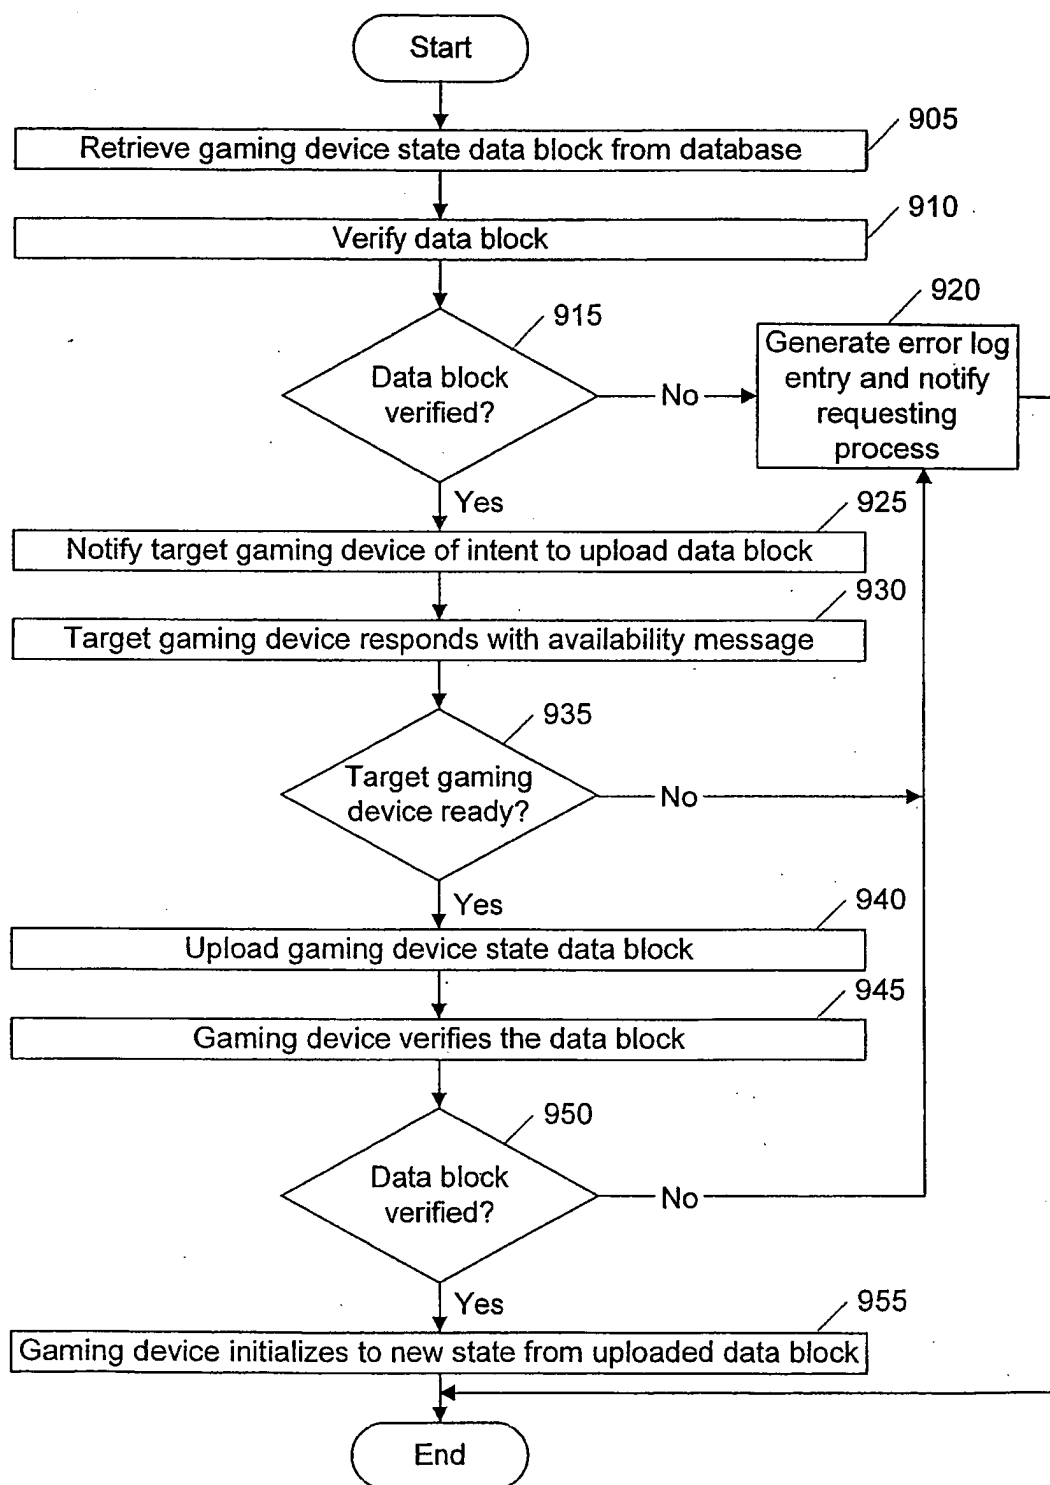 Start
905
Retrieve gaming device state data block from database
910
Verify data block
915
920
Data block
verified?
No
Generate error log
entry and notify
requesting
process
Yes
925
Notify target gaming device of intent to upload data block
930
Target gaming device responds with availability message
935
Target gaming
device ready?
No
Yes
940
Upload gaming device state data block
945
Gaming device verifies the data block
950
Data block
verified?
No
Yes
955
Gaming device initializes to new state from uploaded data block
End